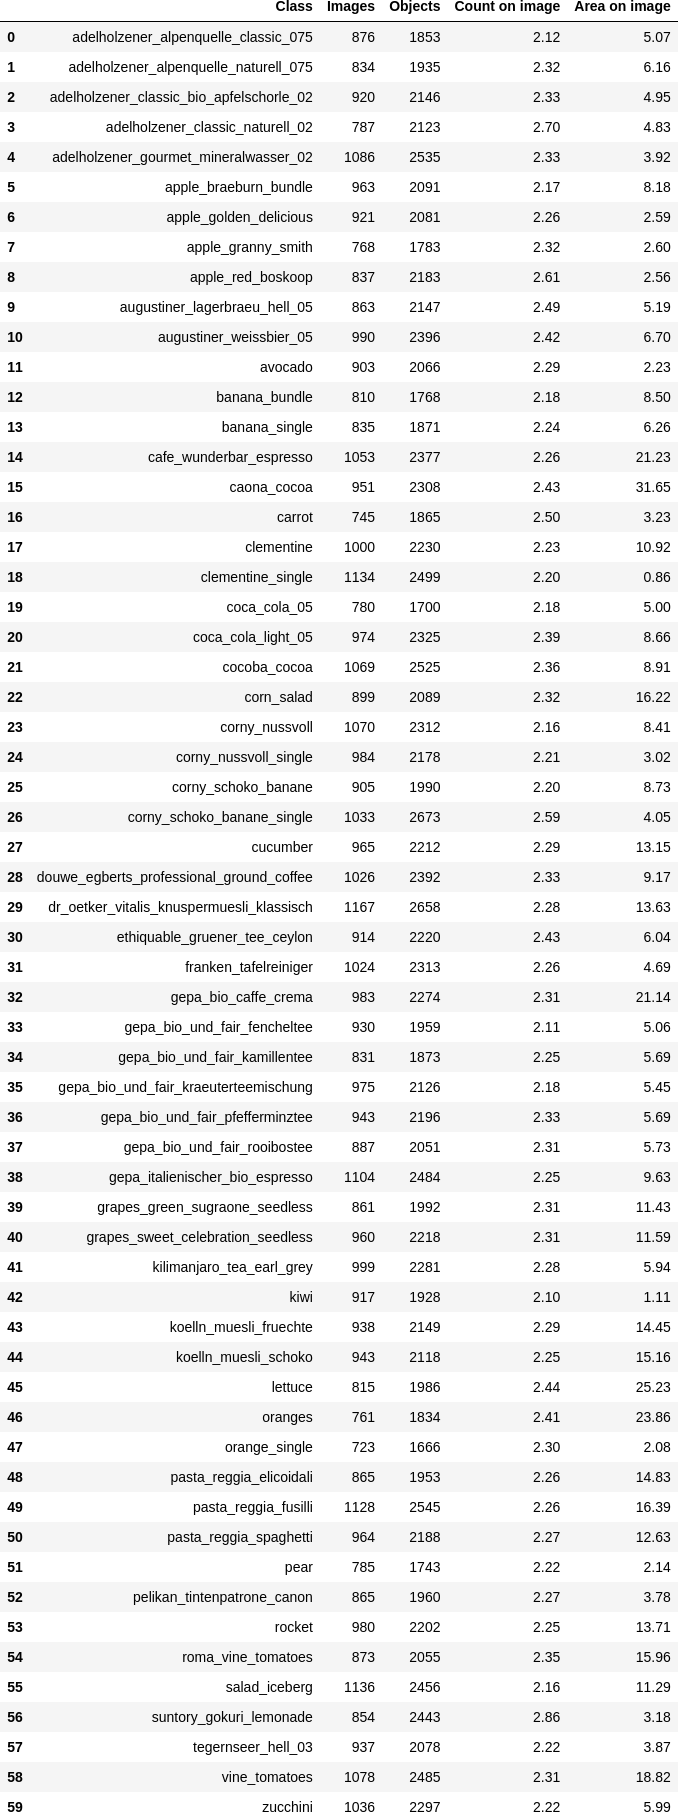 Class Images Objects Count on image Area on image
0 adelholzener_alpenquelle_classic_075 876 1853 2.12 5.07
1 adelholzener_alpenquelle_naturell_075 834 1935 2.32 6.16
2 adelholzener_classic_bio_apfelschorle_02 920 2146 2.33 4.95
3 adelholzener_classic_naturell_02 787 2123 2.70 4.83
4 adelholzener_gourmet_mineralwasser_02 1086 2535 2.33 3.92
5 apple_braeburn_bundle 963 2091 2.17 8.18
6 apple_golden_delicious 921 2081 2.26 2.59
7 apple_granny_smith 768 1783 2.32 2.60
8 apple_red_boskoop 837 2183 2.61 2.56
9 augustiner_lagerbraeu_hell_05 863 2147 2.49 5.19
10 augustiner_weissbier_05 990 2396 2.42 6.70
11 avocado 903 2066 2.29 2.23
12 banana_bundle 810 1768 2.18 8.50
13 banana_single 835 1871 2.24 6.26
14 cafe_wunderbar_espresso 1053 2377 2.26 21.23
15 caona_cocoa 951 2308 2.43 31.65
16 carrot 745 1865 2.50 3.23
17 clementine 1000 2230 2.23 10.92
18 clementine_single 1134 2499 2.20 0.86
19 coca_cola_05 780 1700 2.18 5.00
20 coca_cola_light_05 974 2325 2.39 8.66
21 cocoba_cocoa 1069 2525 2.36 8.91
22 corn_salad 899 2089 2.32 16.22
23 corny_nussvoll 1070 2312 2.16 8.41
24 corny_nussvoll_single 984 2178 2.21 3.02
25 corny_schoko_banane 905 1990 2.20 8.73
26 corny_schoko_banane_single 1033 2673 2.59 4.05
27 cucumber 965 2212 2.29 13.15
28 douwe_egberts_professional_ground_coffee 1026 2392 2.33 9.17
29 dr_oetker_vitalis_knuspermuesli_klassisch 1167 2658 2.28 13.63
30 ethiquable_gruener_tee_ceylon 914 2220 2.43 6.04
31 franken_tafelreiniger 1024 2313 2.26 4.69
32 gepa_bio_caffe_crema 983 2274 2.31 21.14
33 gepa_bio_und_fair_fencheltee 930 1959 2.11 5.06
34 gepa_bio_und_fair_kamillentee 831 1873 2.25 5.69
35 gepa_bio_und_fair_kraeuterteemischung 975 2126 2.18 5.45
36 gepa_bio_und_fair_pfefferminztee 943 2196 2.33 5.69
37 gepa_bio_und_fair_rooibostee 887 2051 2.31 5.73
38 gepa_italienischer_bio_espresso 1104 2484 2.25 9.63
39 grapes_green_sugraone_seedless 861 1992 2.31 11.43
40 grapes_sweet_celebration_seedless 960 2218 2.31 11.59
41 kilimanjaro_tea_earl_grey 999 2281 2.28 5.94
42 kiwi 917 1928 2.10 1.11
43 koelln_muesli_fruechte 938 2149 2.29 14.45
44 koelln_muesli_schoko 943 2118 2.25 15.16
45 lettuce 815 1986 2.44 25.23
46 oranges 761 1834 2.41 23.86
47 orange_single 723 1666 2.30 2.08
48 pasta_reggia_elicoidali 865 1953 2.26 14.83
49 pasta_reggia_fusilli 1128 2545 2.26 16.39
50 pasta_reggia_spaghetti 964 2188 2.27 12.63
51 pear 785 1743 2.22 2.14
52 pelikan_tintenpatrone_canon 865 1960 2.27 3.78
53 rocket 980 2202 2.25 13.71
54 roma_vine_tomatoes 873 2055 2.35 15.96
55 salad_iceberg 1136 2456 2.16 11.29
56 suntory_gokuri_lemonade 854 2443 2.86 3.18
57 tegernseer_hell_03 937 2078 2.22 3.87
58 vine_tomatoes 1078 2485 2.31 18.82
59 zucchini 1036 2297 2.22 5.99